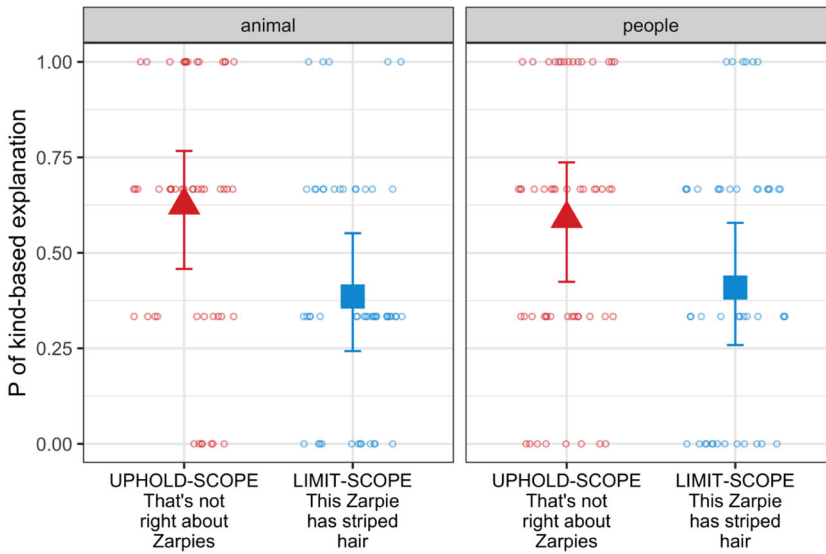 animal
people
P of kind-based explanation
1.00
0.75
0.50
0.25
0.00
UPHOLD-SCOPE
That's not
right about
Zarpies
LIMIT-SCOPE
This Zarpie
has striped
hair
UPHOLD-SCOPE
That's not
right about
Zarpies
LIMIT-SCOPE
This Zarpie
has striped
hair